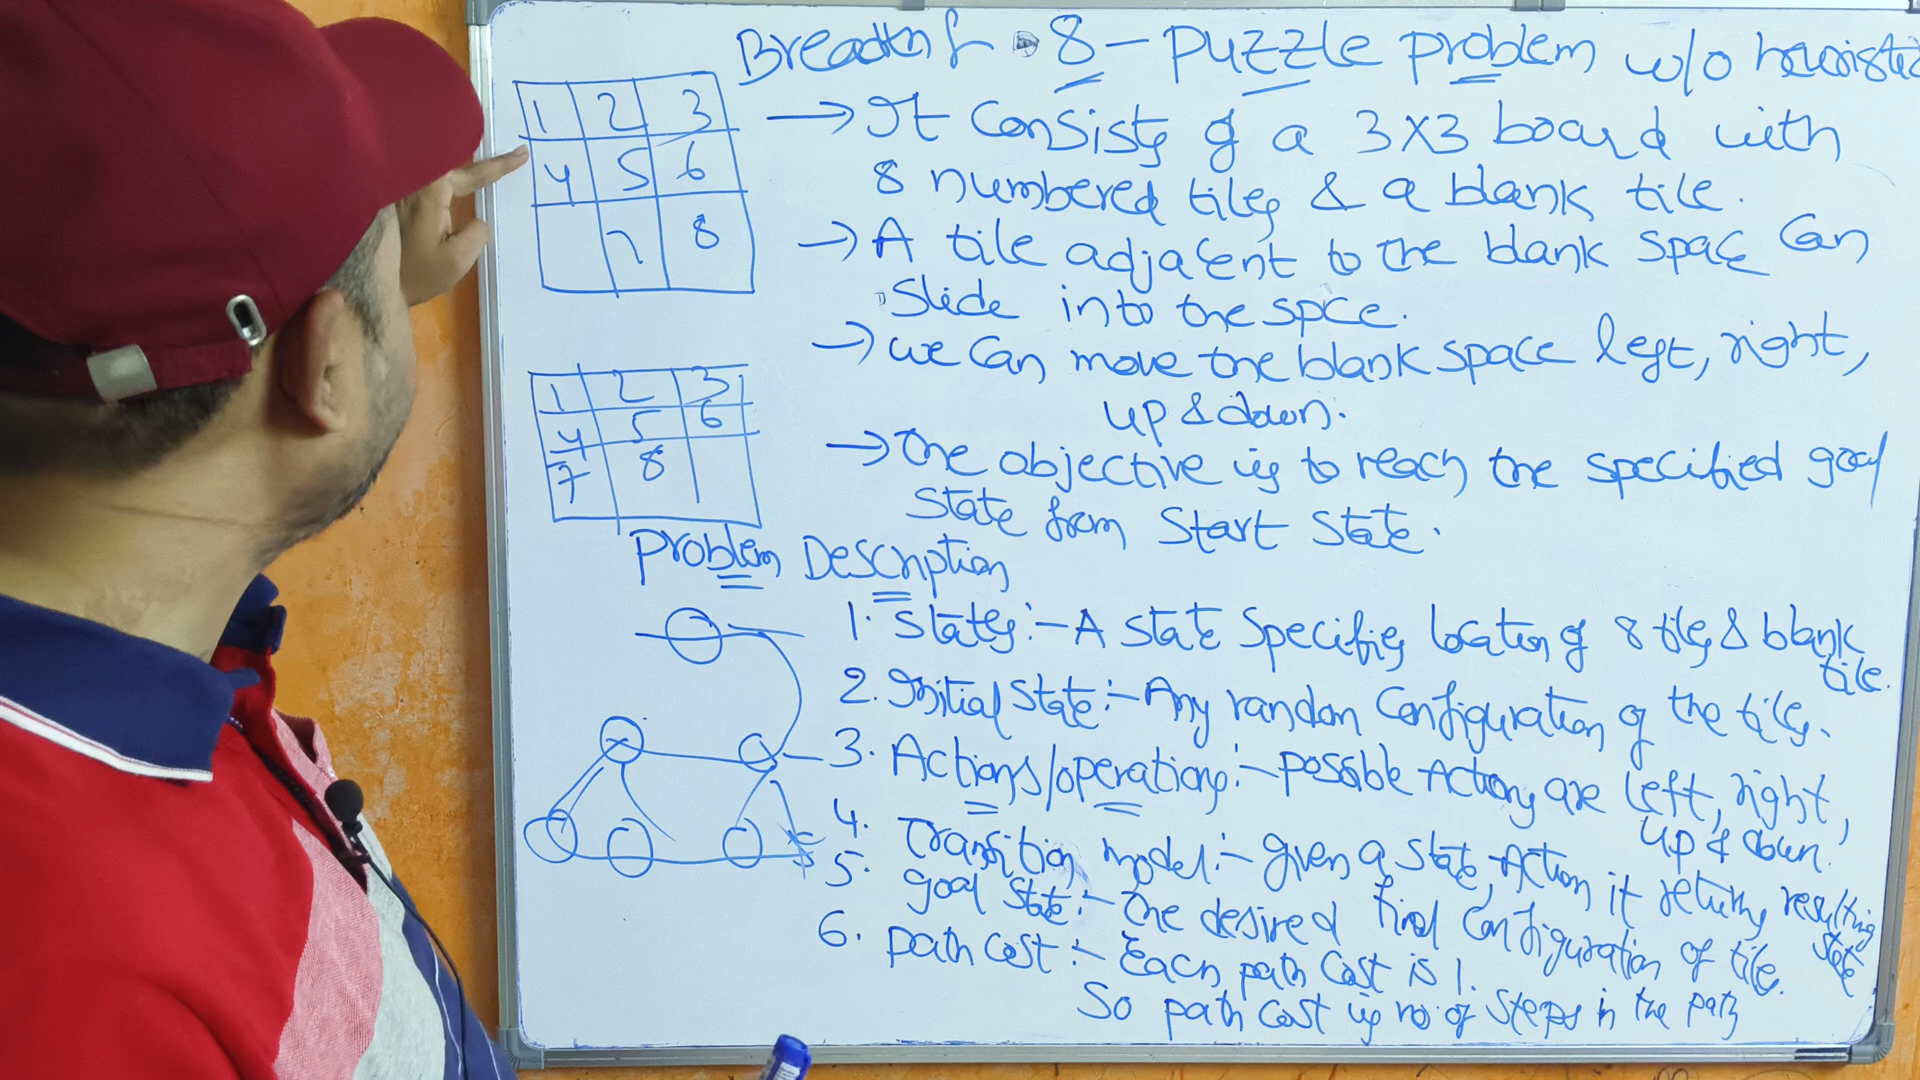 Breadth f 8 - puzzle problem w/o heuristic
1 2 3
4 5 6
7 8
→ It Consists of a 3x3 board with
8 numbered tiles & a blank tile.
→ A tile adjacent to the blank space Can
Slide into the spce.
→ we Can move the blank space left, right,
up & down.
→ The objective is to reach the specified goal
State from Start State.
1 2 3
4 5 6
7 8
Problem Description
1. States:- A state specifies location of 8 tiles & blank
tile.
2. Initial State:- Any random Configuration of the tiles.
3. Actions/operations:- possible Actions are left, right,
up & down.
4. Transition model:- given a state, Action it returns resulting
state
5. goal state:- The desired final Configuration of tile.
6. path cost:- Each path Cost is 1.
So path cost is no. of steps in the path